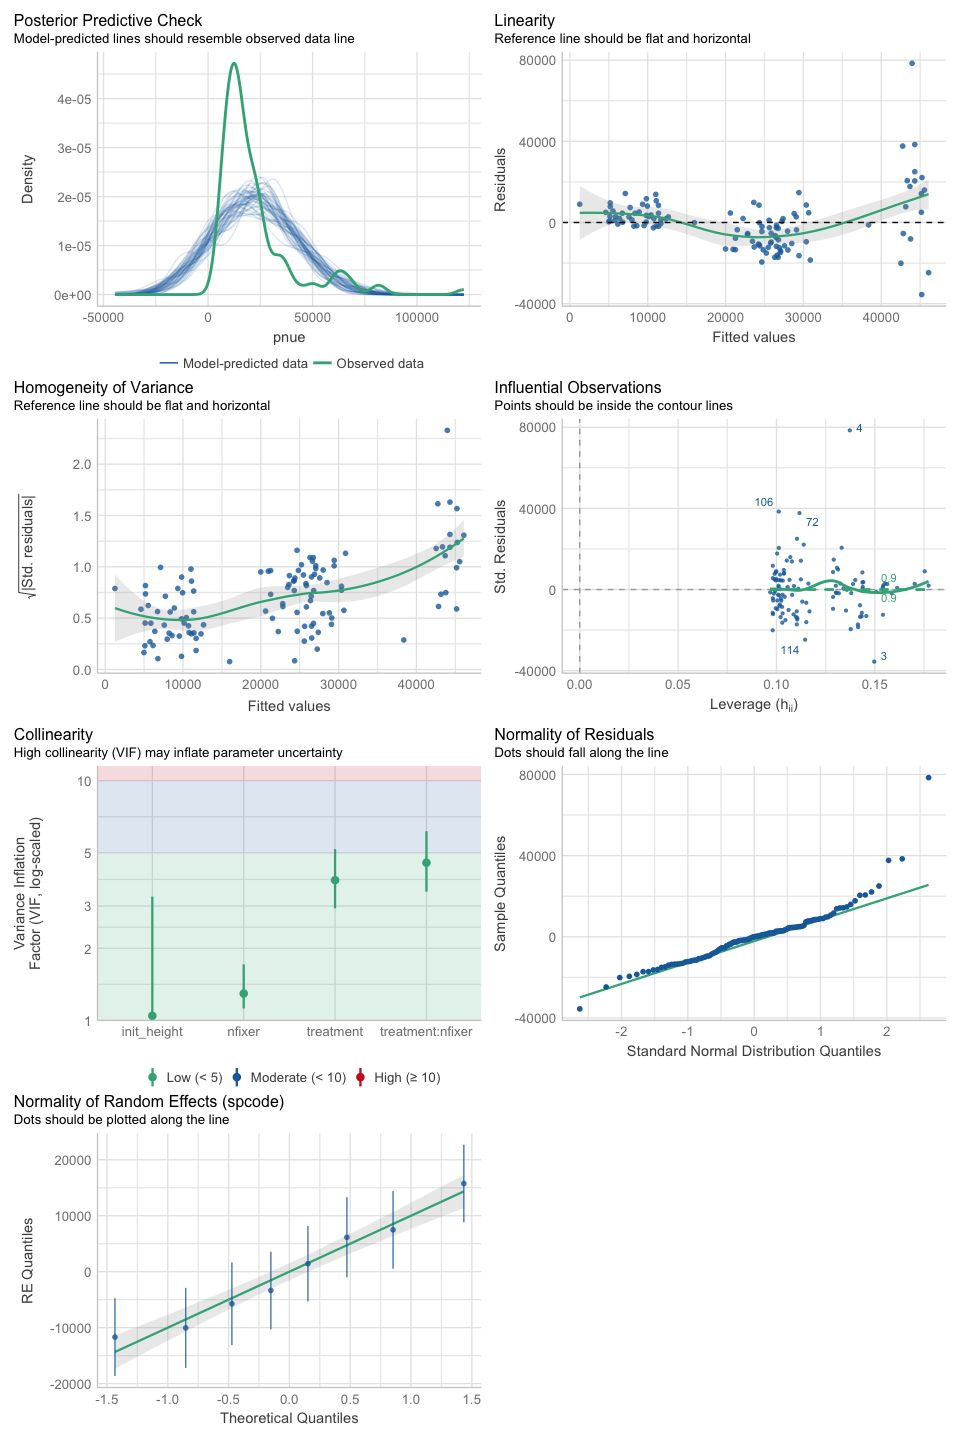 Posterior Predictive Check
Model-predicted lines should resemble observed data line
Density
4e-05
3e-05
2e-05
1e-05
0e+00
-50000 0 50000 100000
pnue
Model-predicted data Observed data
Linearity
Reference line should be flat and horizontal
Residuals
80000
40000
0
-40000
0 10000 20000 30000 40000
Fitted values
Homogeneity of Variance
Reference line should be flat and horizontal
√|Std. residuals|
2.0
1.5
1.0
0.5
0.0
0 10000 20000 30000 40000
Fitted values
Influential Observations
Points should be inside the contour lines
Std. Residuals
80000
40000
0
-40000
4
106
72
0.9
0.9
114
3
0.00 0.05 0.10 0.15
Leverage (hii)
Collinearity
High collinearity (VIF) may inflate parameter uncertainty
Variance Inflation
Factor (VIF, log-scaled)
10
5
3
2
1
init_height nfixer treatment treatment:nfixer
Low (< 5) Moderate (< 10) High (≥ 10)
Normality of Residuals
Dots should fall along the line
Sample Quantiles
80000
40000
0
-40000
-2 -1 0 1 2
Standard Normal Distribution Quantiles
Normality of Random Effects (spcode)
Dots should be plotted along the line
RE Quantiles
20000
10000
0
-10000
-20000
-1.5 -1.0 -0.5 0.0 0.5 1.0 1.5
Theoretical Quantiles